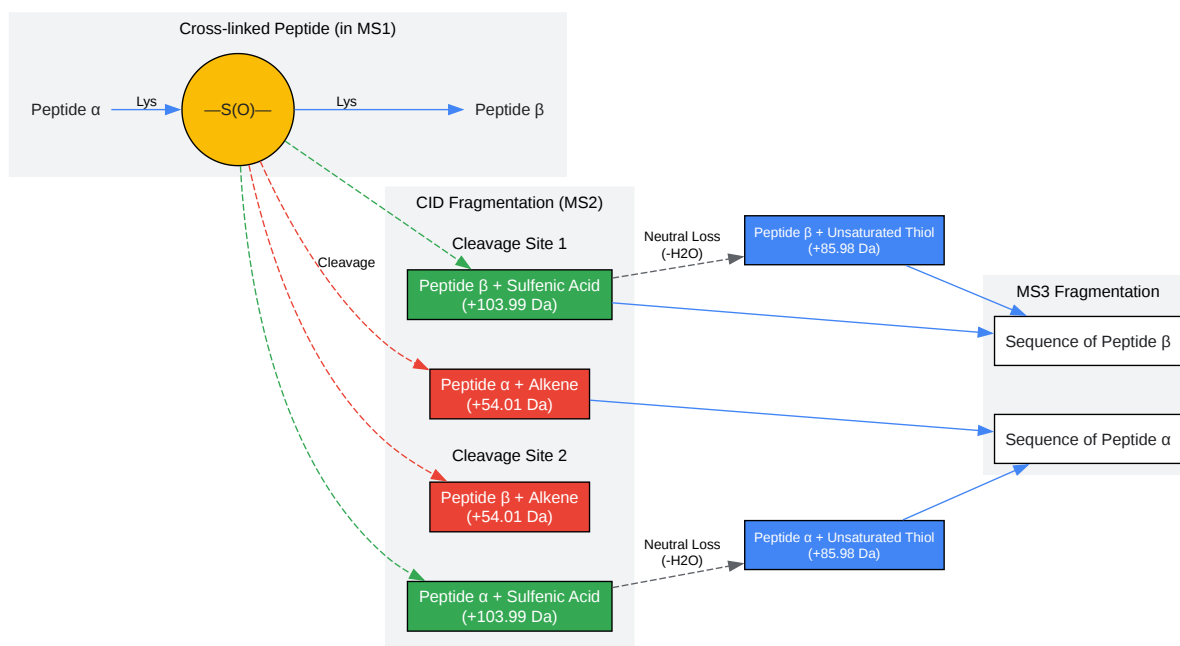 Cross-linked Peptide (in MS1)
Peptide α
Lys
—S(O)—
Lys
Peptide β
CID Fragmentation (MS2)
Cleavage Site 1
Cleavage
Peptide β + Sulfenic Acid
(+103.99 Da)
Neutral Loss
(-H2O)
Peptide β + Unsaturated Thiol
(+85.98 Da)
MS3 Fragmentation
Sequence of Peptide β
Peptide α + Alkene
(+54.01 Da)
Sequence of Peptide α
Cleavage Site 2
Peptide β + Alkene
(+54.01 Da)
Neutral Loss
(-H2O)
Peptide α + Unsaturated Thiol
(+85.98 Da)
Peptide α + Sulfenic Acid
(+103.99 Da)